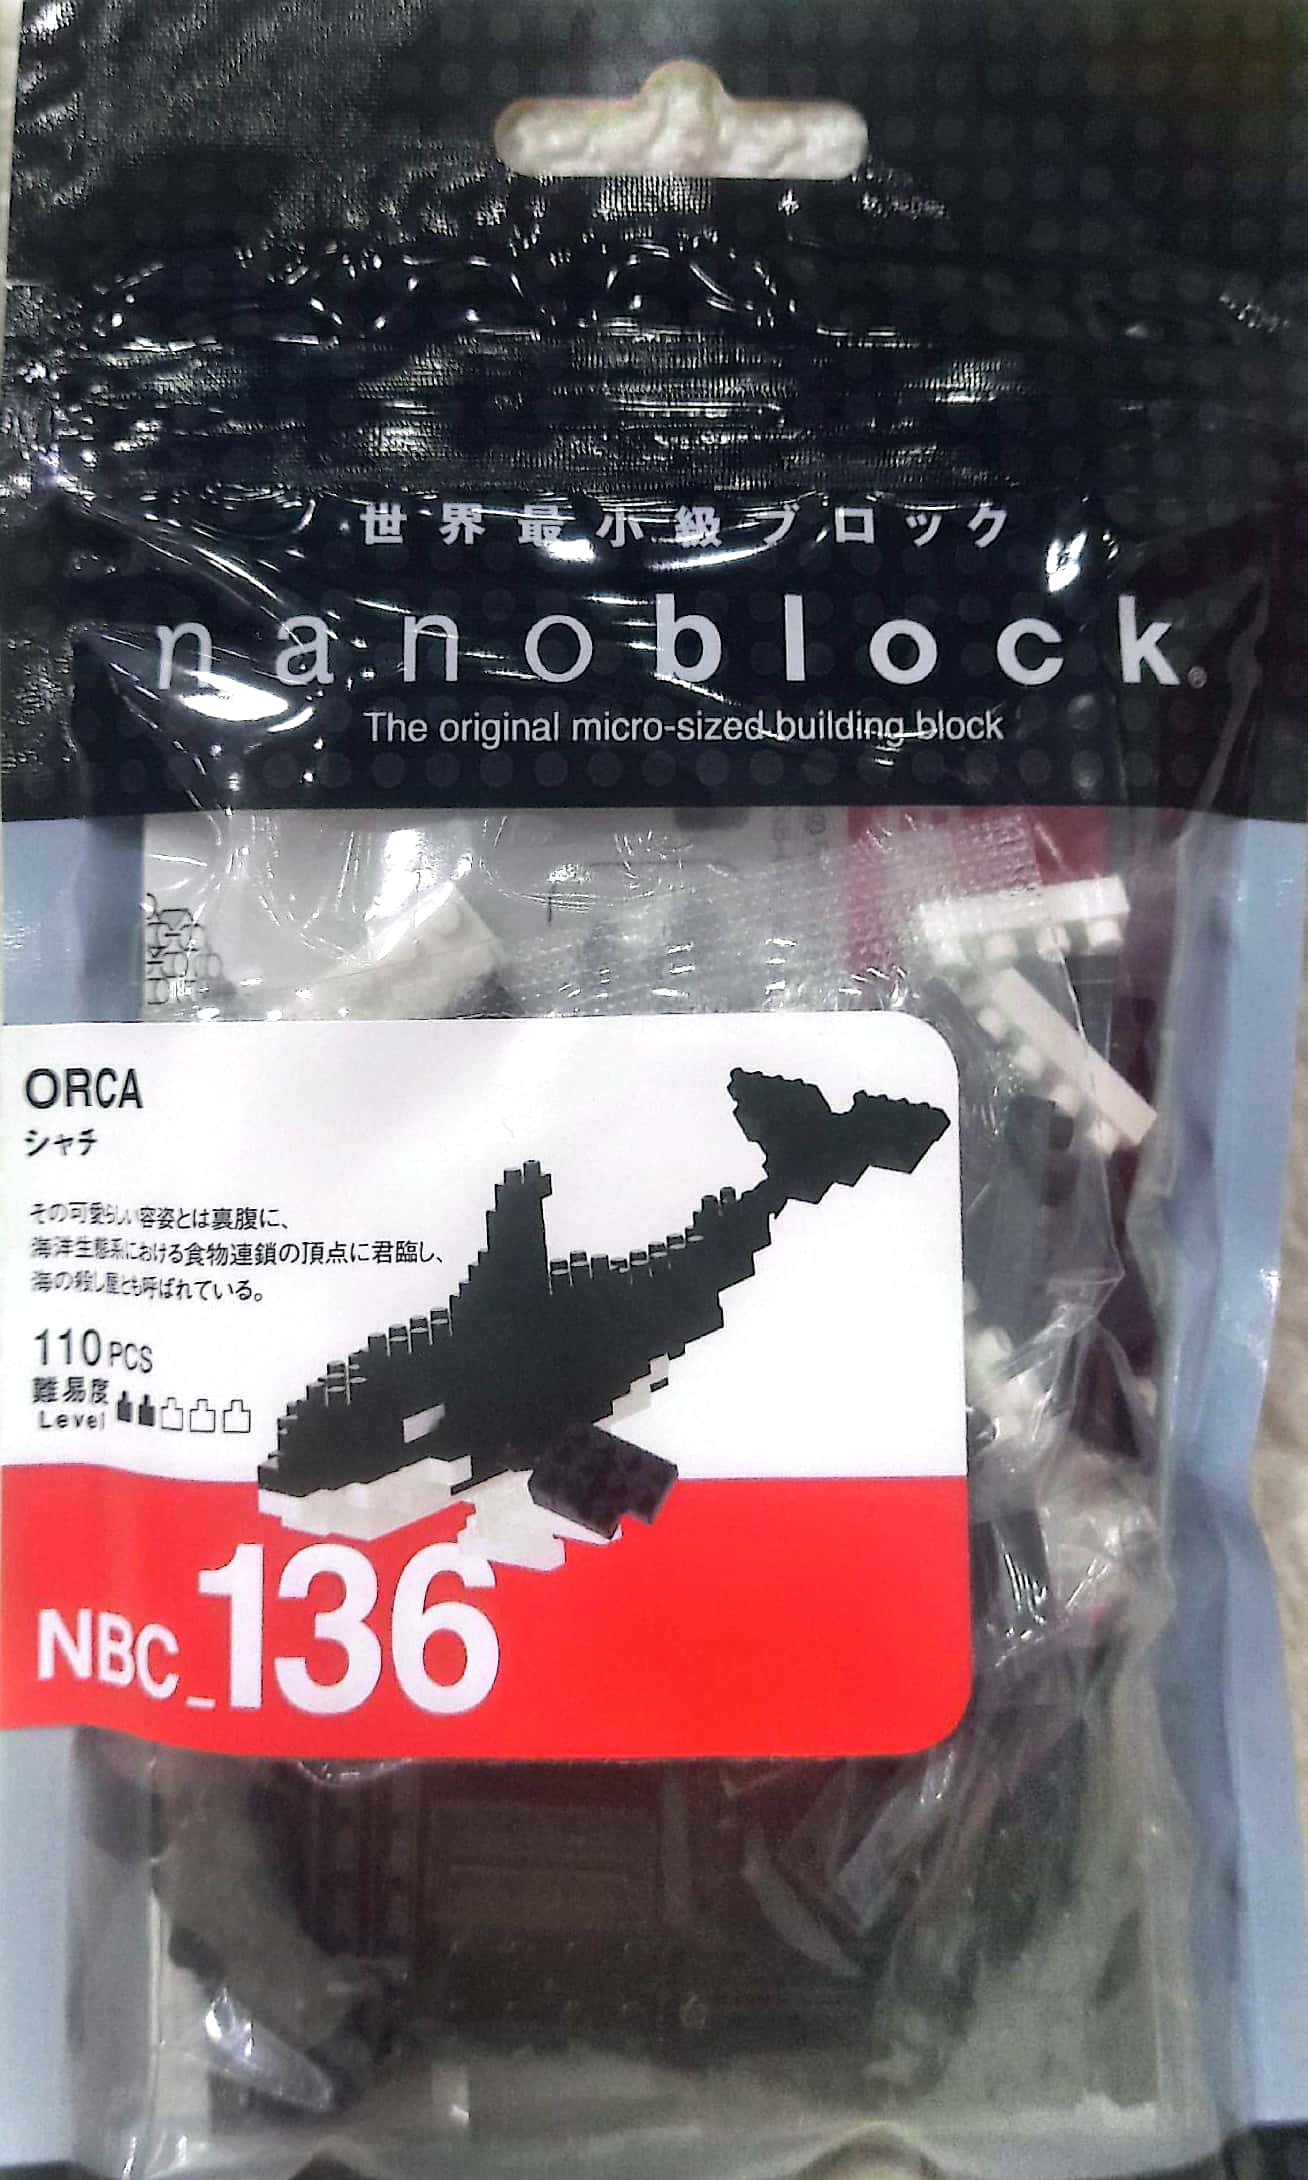 世界最小級ブロック
nanoblock®
The original micro-sized building block
ORCA
シャチ
その可愛らしい容姿とは裏腹に、
海洋生態系における食物連鎖の頂点に君臨し、
海の殺し屋とも呼ばれている。
110 PCS
難易度
Level
NBC_136